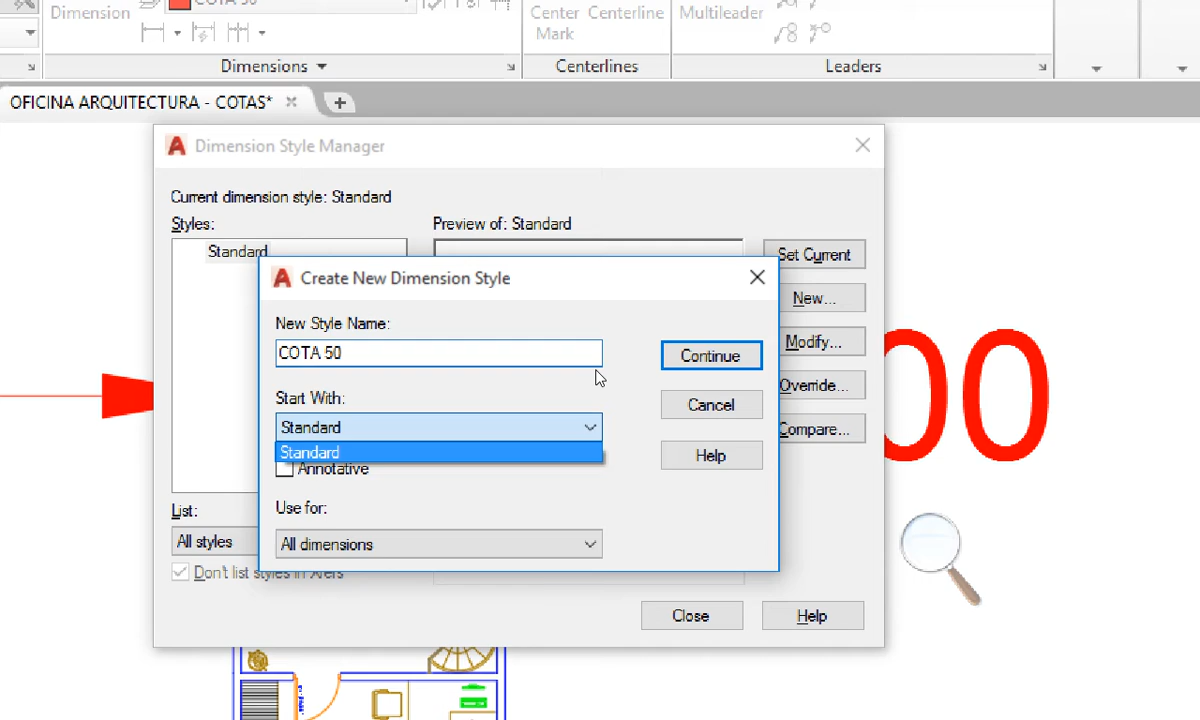 COTA 50
Dimension
Center Centerline
Mark
Multileader
Dimensions
Centerlines
Leaders
OFICINA ARQUITECTURA - COTAS*
Dimension Style Manager
Current dimension style: Standard
Styles:
Preview of: Standard
Standard
Set Current
New...
Modify...
Override...
Compare...
Create New Dimension Style
New Style Name:
COTA 50
Continue
Start With:
Cancel
Standard
Standard
Help
Annotative
Use for:
All dimensions
List:
All styles
Don't list styles in Xrefs
Close
Help
00